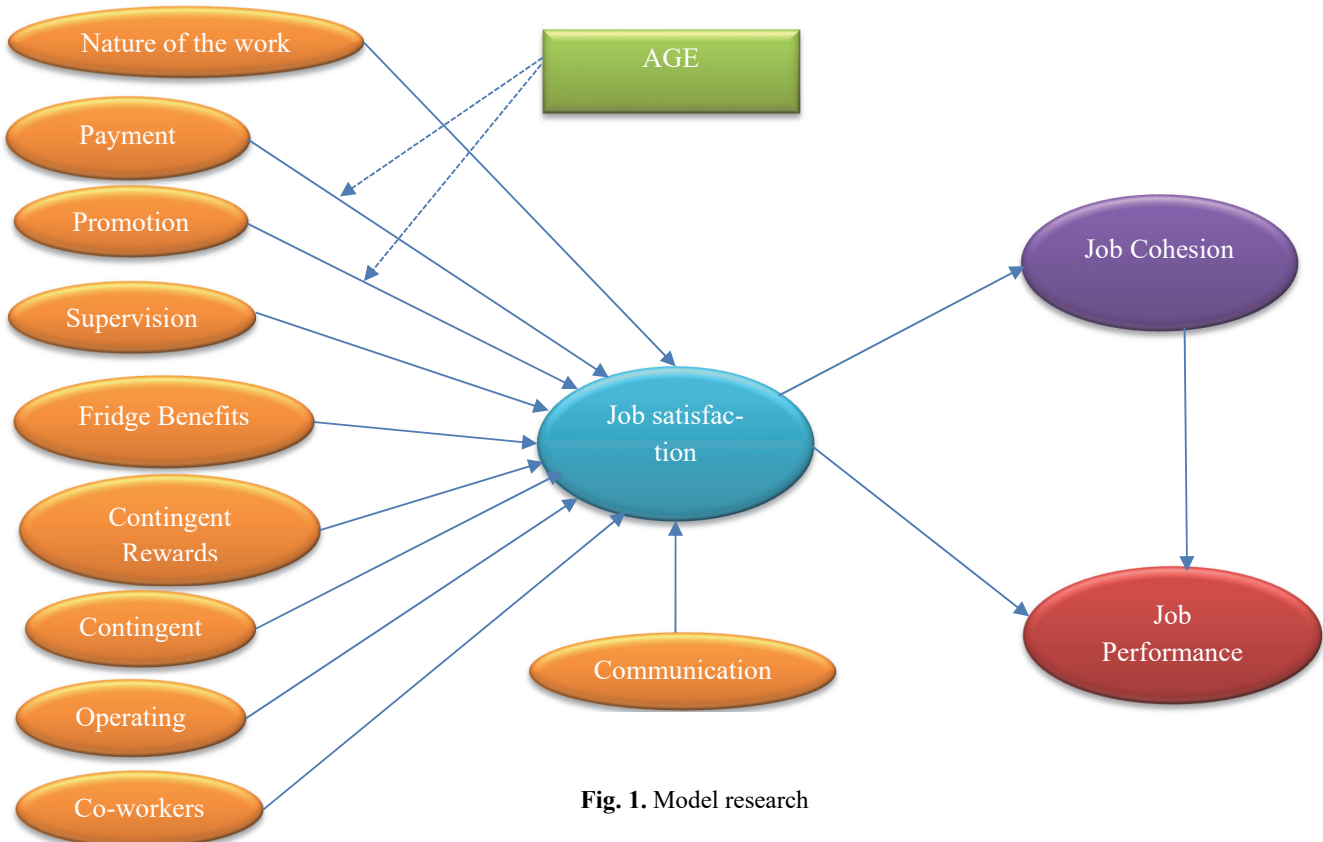 Nature of the work
AGE
Payment
Promotion
Job Cohesion
Supervision
Fridge Benefits
Job satisfac-
tion
Contingent
Rewards
Contingent
Job
Performance
Communication
Operating
Co-workers
Fig. 1. Model research